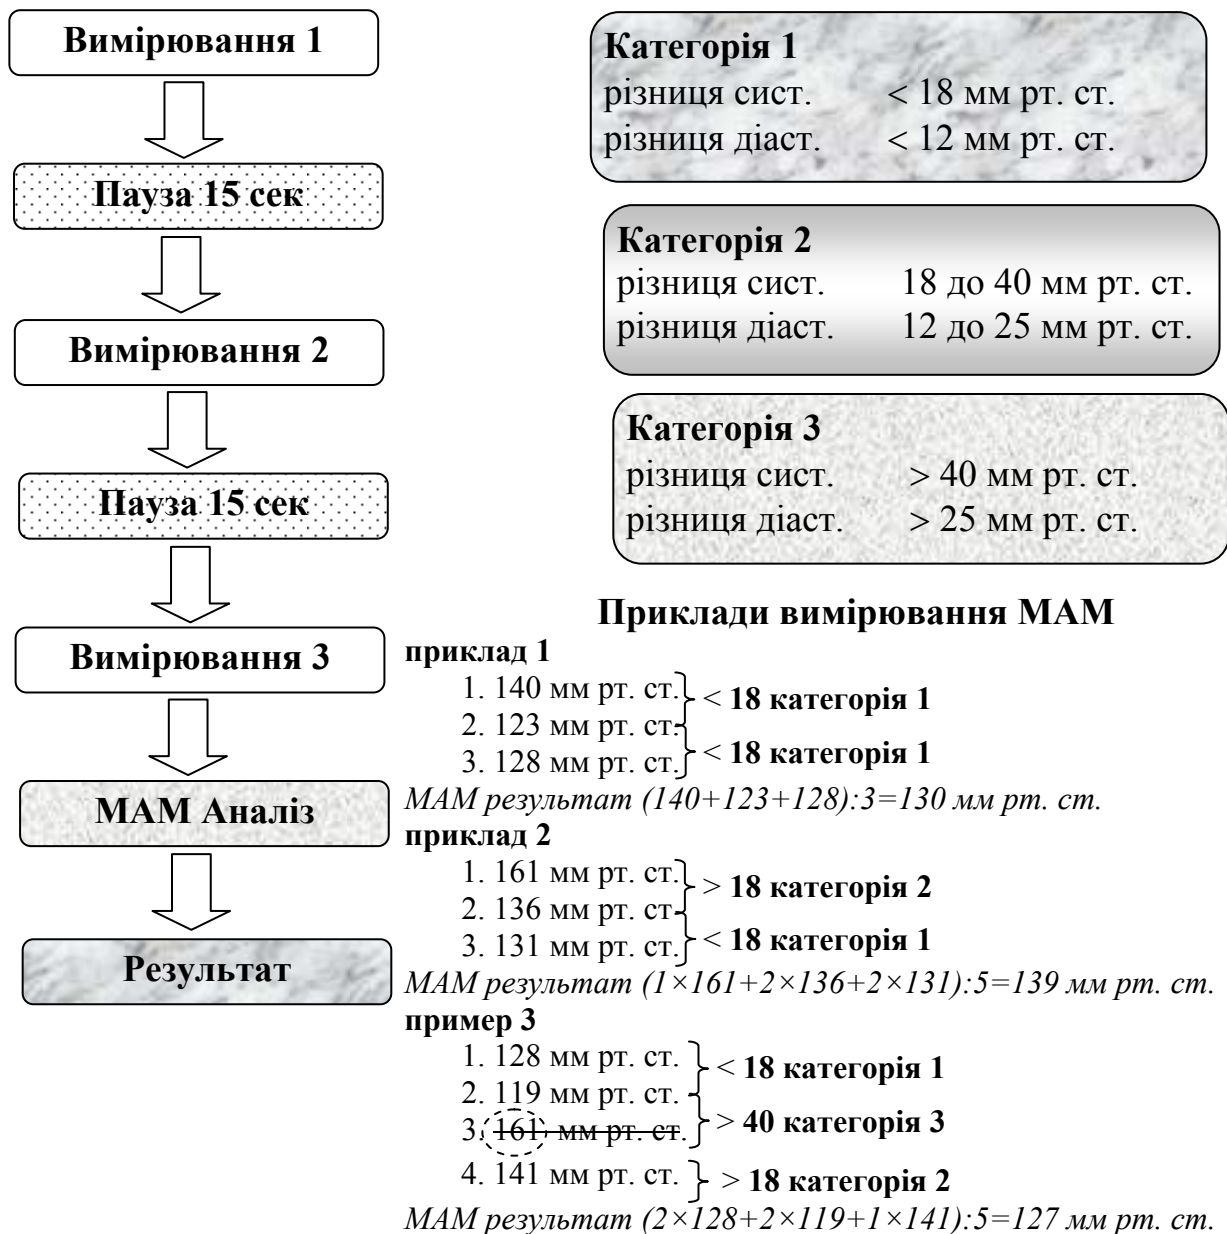 Вимірювання 1
Пауза 15 сек
Вимірювання 2
Пауза 15 сек
Вимірювання 3
МАМ Аналіз
Результат
Категорія 1
різниця сист. < 18 мм рт. ст.
різниця діаст. < 12 мм рт. ст.
Категорія 2
різниця сист. 18 до 40 мм рт. ст.
різниця діаст. 12 до 25 мм рт. ст.
Категорія 3
різниця сист. > 40 мм рт. ст.
різниця діаст. > 25 мм рт. ст.
Приклади вимірювання МАМ
приклад 1
1. 140 мм рт. ст.
< 18 категорія 1
2. 123 мм рт. ст.
< 18 категорія 1
3. 128 мм рт. ст.
МАМ результат (140+123+128):3=130 мм рт. ст.
приклад 2
1. 161 мм рт. ст.
> 18 категорія 2
2. 136 мм рт. ст.
< 18 категорія 1
3. 131 мм рт. ст.
МАМ результат (1×161+2×136+2×131):5=139 мм рт. ст.
пример 3
1. 128 мм рт. ст.
< 18 категорія 1
2. 119 мм рт. ст.
> 40 категорія 3
3. 161 мм рт. ст.
4. 141 мм рт. ст.
> 18 категорія 2
МАМ результат (2×128+2×119+1×141):5=127 мм рт. ст.